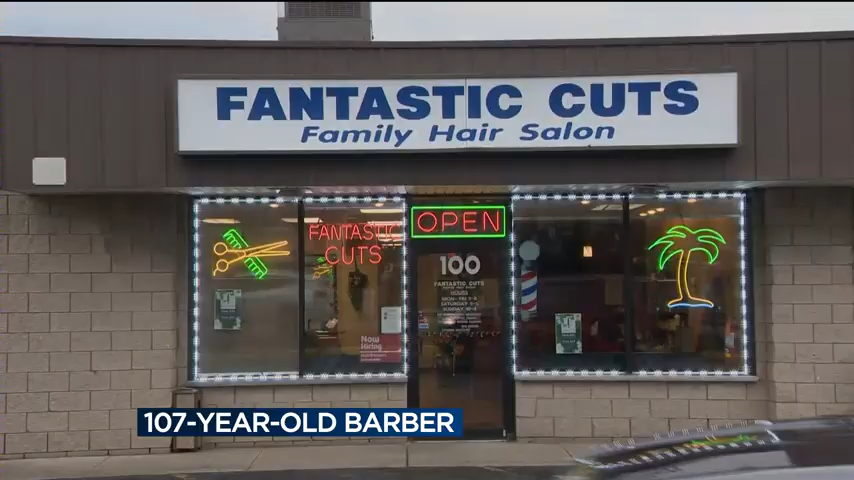 FANTASTIC CUTS
Family Hair Salon
FANTASTIC
CUTS
OPEN
100
FANTASTIC CUTS
HOURS
Now
Hiring
107-YEAR-OLD BARBER